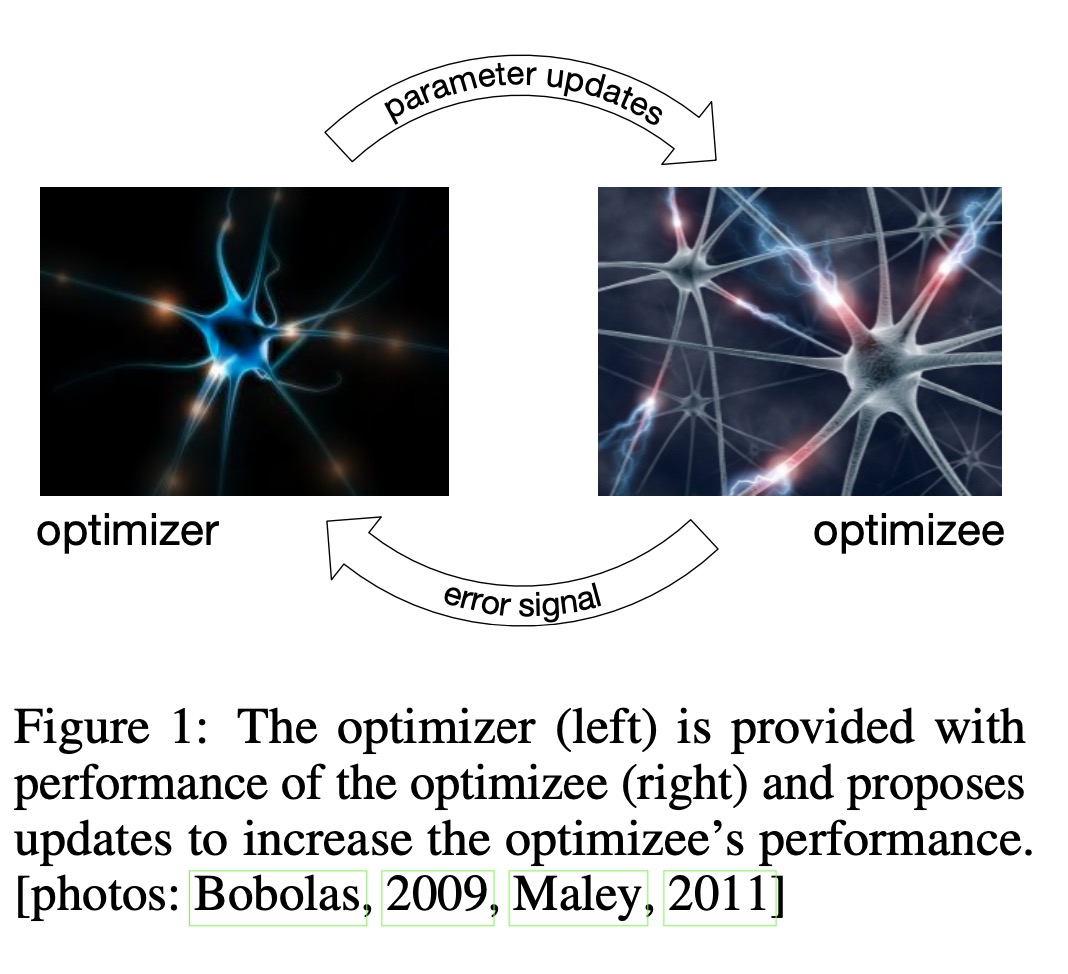 parameter updates
optimizer
optimizee
error signal
Figure 1: The optimizer (left) is provided with
performance of the optimizee (right) and proposes
updates to increase the optimizee’s performance.
[photos: Bobolas, 2009, Maley, 2011]